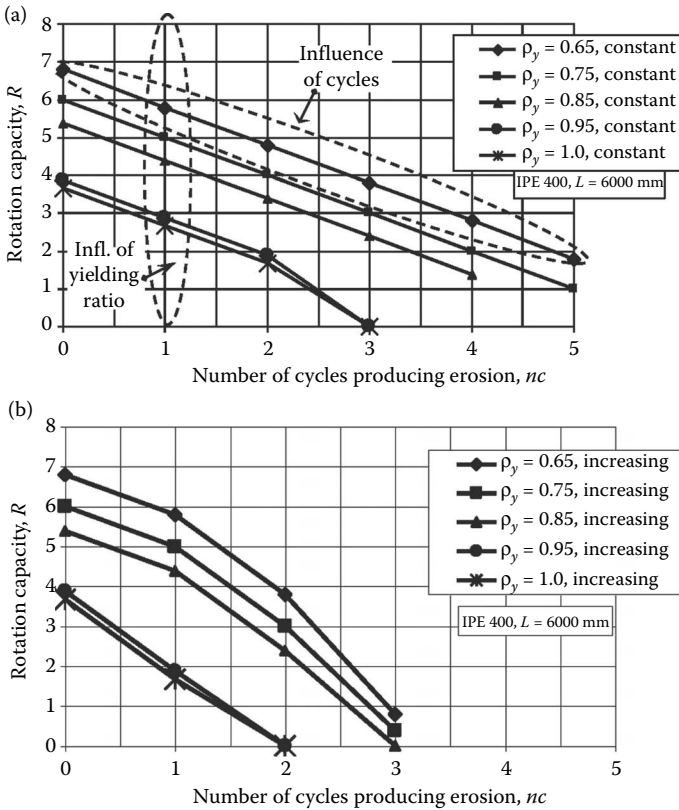 (a)
8
7
6
5
4
3
2
1
0
Rotation capacity, R
Influence
of cycles
Infl. of
yielding
ratio
ρy = 0.65, constant
ρy = 0.75, constant
ρy = 0.85, constant
ρy = 0.95, constant
ρy = 1.0, constant
IPE 400, L = 6000 mm
0 1 2 3 4 5
Number of cycles producing erosion, nc
(b)
8
7
6
5
4
3
2
1
0
Rotation capacity, R
ρy = 0.65, increasing
ρy = 0.75, increasing
ρy = 0.85, increasing
ρy = 0.95, increasing
ρy = 1.0, increasing
IPE 400, L = 6000 mm
0 1 2 3 4 5
Number of cycles producing erosion, nc